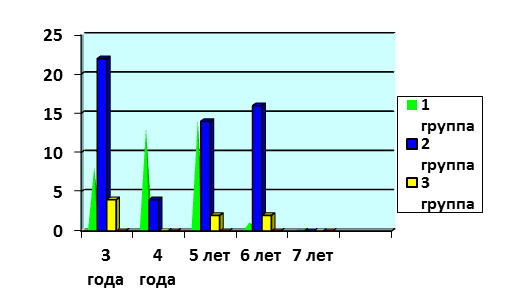 25
20
15
10
5
0
3 года
4 года
5 лет
6 лет
7 лет
1 группа
2 группа
3 группа